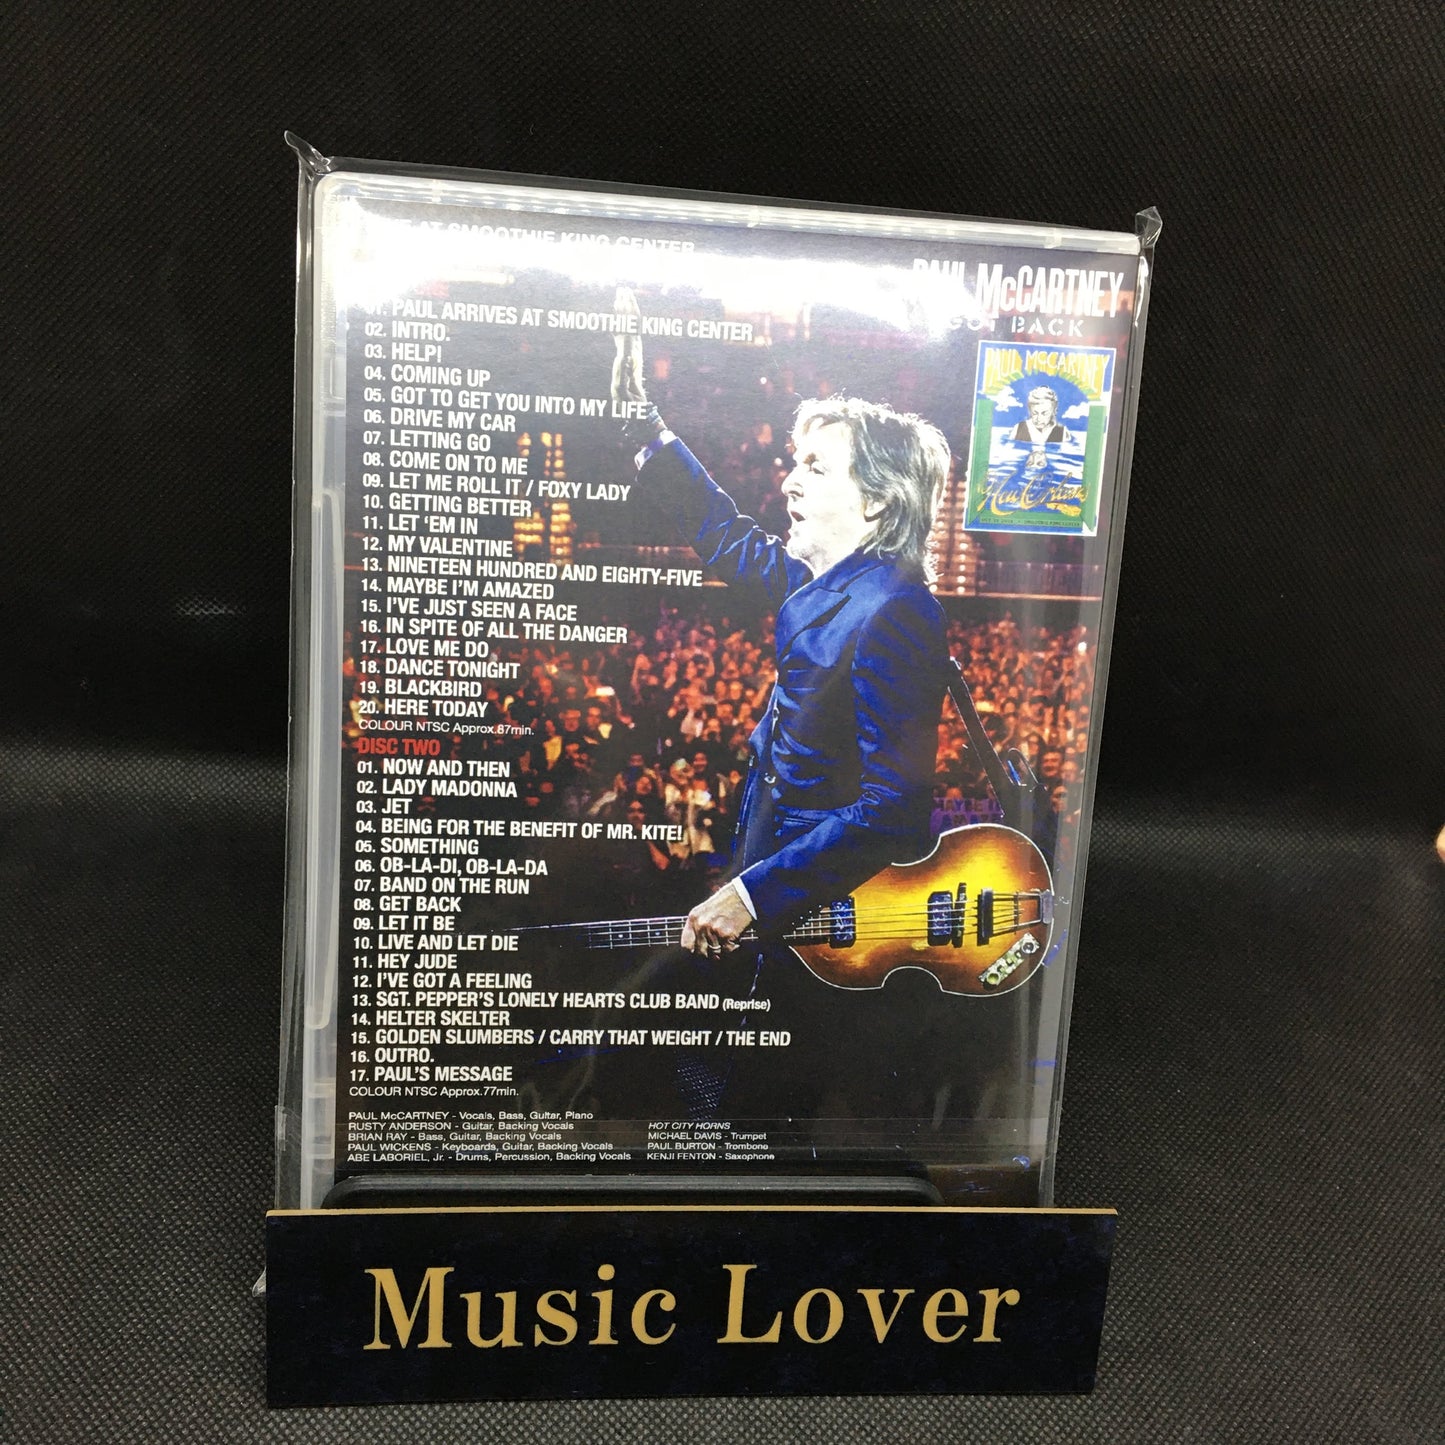 AT SMOOTHIE KING CENTER
PAUL McCARTNEY
GOT BACK
01. PAUL ARRIVES AT SMOOTHIE KING CENTER
02. INTRO.
03. HELP!
04. COMING UP
05. GOT TO GET YOU INTO MY LIFE
06. DRIVE MY CAR
07. LETTING GO
08. COME ON TO ME
09. LET ME ROLL IT / FOXY LADY
10. GETTING BETTER
11. LET ‘EM IN
12. MY VALENTINE
13. NINETEEN HUNDRED AND EIGHTY-FIVE
14. MAYBE I’M AMAZED
15. I’VE JUST SEEN A FACE
16. IN SPITE OF ALL THE DANGER
17. LOVE ME DO
18. DANCE TONIGHT
19. BLACKBIRD
20. HERE TODAY
COLOUR NTSC Approx.87min.
DISC TWO
01. NOW AND THEN
02. LADY MADONNA
03. JET
04. BEING FOR THE BENEFIT OF MR. KITE!
05. SOMETHING
06. OB-LA-DI, OB-LA-DA
07. BAND ON THE RUN
08. GET BACK
09. LET IT BE
10. LIVE AND LET DIE
11. HEY JUDE
12. I’VE GOT A FEELING
13. SGT. PEPPER’S LONELY HEARTS CLUB BAND (Reprise)
14. HELTER SKELTER
15. GOLDEN SLUMBERS / CARRY THAT WEIGHT / THE END
16. OUTRO.
17. PAUL’S MESSAGE
COLOUR NTSC Approx.77min.
PAUL McCARTNEY - Vocals, Bass, Guitar, Piano
RUSTY ANDERSON - Guitar, Backing Vocals
BRIAN RAY - Bass, Guitar, Backing Vocals
PAUL WICKENS - Keyboards, Guitar, Backing Vocals
ABE LABORIEL, Jr. - Drums, Percussion, Backing Vocals
HOT CITY HORNS
MICHAEL DAVIS - Trumpet
PAUL BURTON - Trombone
KENJI FENTON - Saxophone
PAUL McCARTNEY
Music Lover